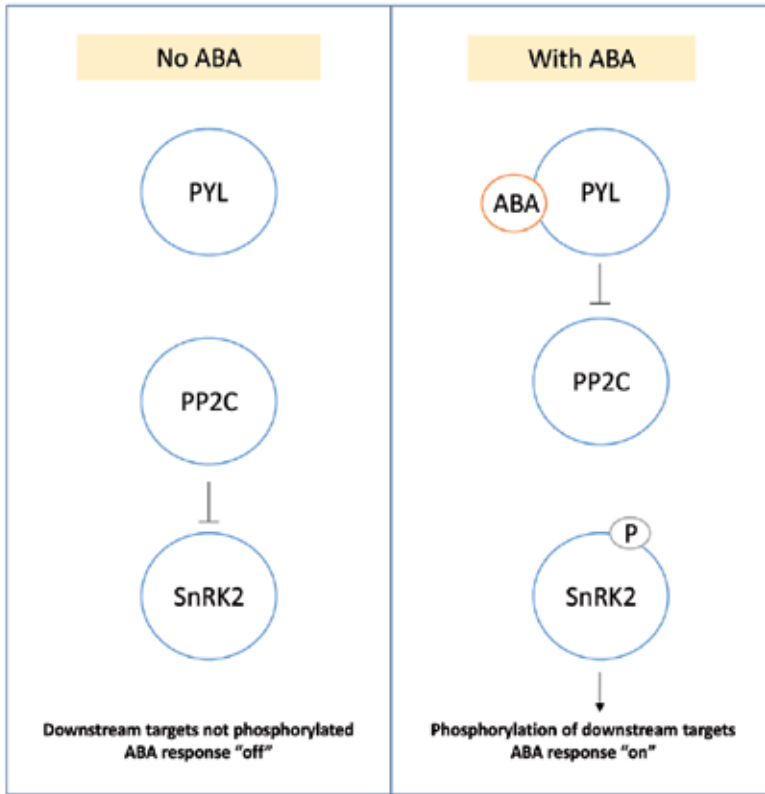 No ABA
PYL
PP2C
SnRK2
Downstream targets not phosphorylated
ABA response “off”
With ABA
ABA
PYL
PP2C
P
SnRK2
Phosphorylation of downstream targets
ABA response “on”